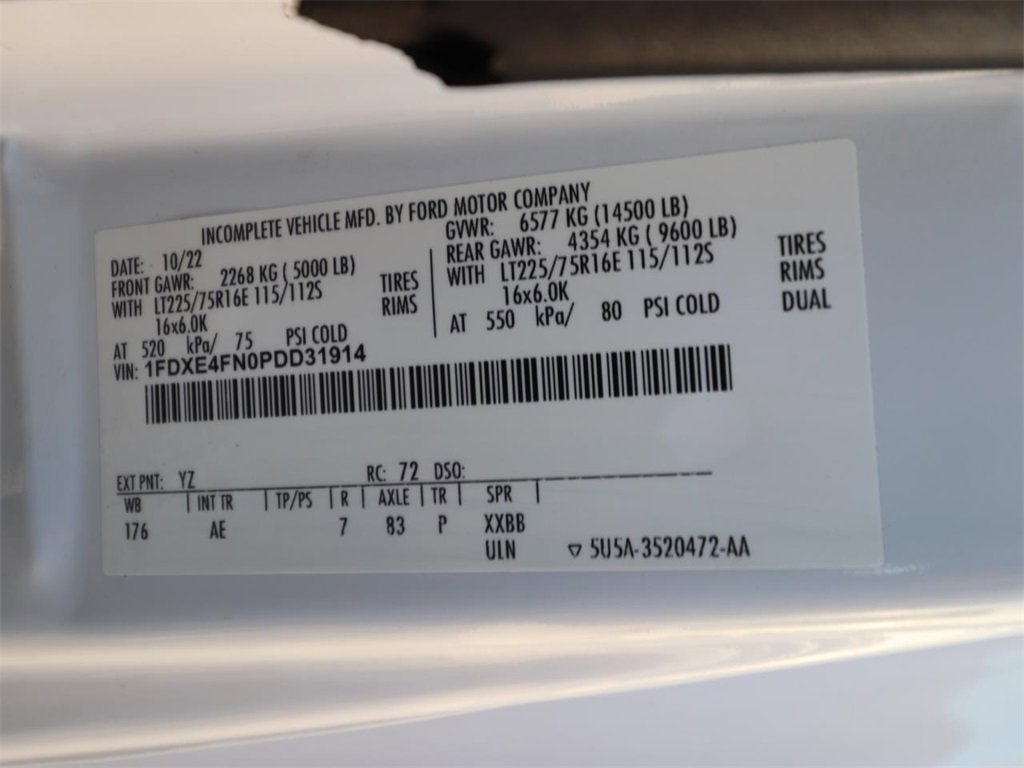 INCOMPLETE VEHICLE MFD. BY FORD MOTOR COMPANY
DATE: 10/22
FRONT GAWR: 2268 KG ( 5000 LB)
WITH LT225/75R16E 115/112S TIRES
16x6.0K RIMS
AT 520 kPa/ 75 PSI COLD
GVWR: 6577 KG (14500 LB)
REAR GAWR: 4354 KG ( 9600 LB)
WITH LT225/75R16E 115/112S TIRES
16x6.0K RIMS
AT 550 kPa/ 80 PSI COLD DUAL
VIN: 1FDXE4FN0PDD31914
EXT PNT: YZ RC: 72 DSO:
WB | INT TR | TP/PS | R | AXLE | TR | SPR |
176 AE 7 83 P XXBB
ULN ▽ 5U5A-3520472-AA